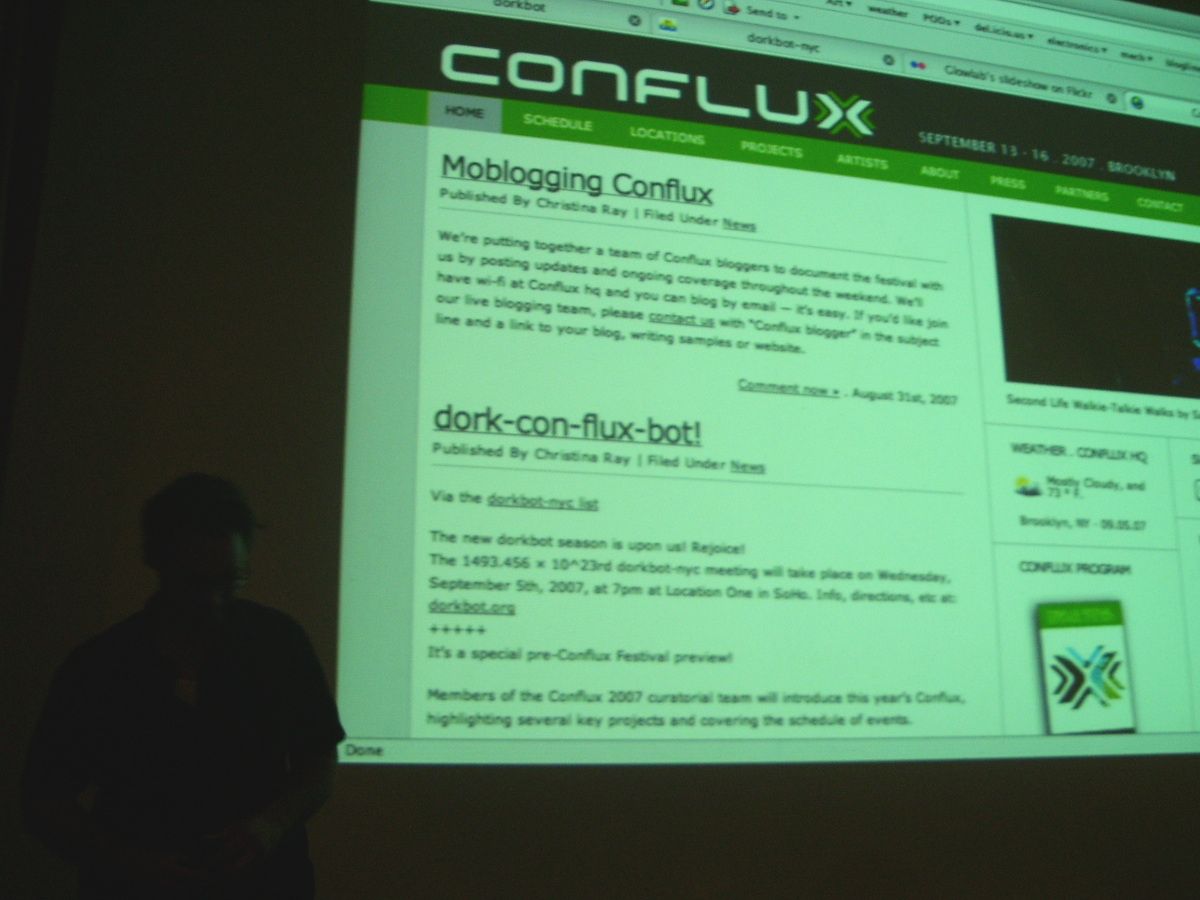 dorkbot
Send to
Art
weather
PODs
del.icio.us
electronics
mech
dorkbot-nyc
Glowlab's slideshow on Flickr
CONFLUX
SEPTEMBER 13 - 16 . 2007 . BROOKLYN
HOME SCHEDULE LOCATIONS PROJECTS ARTISTS ABOUT PRESS PARTNERS CONTACT
Moblogging Conflux
Published By Christina Ray | Filed Under News
We're putting together a team of Conflux bloggers to document the festival with
us by posting updates and ongoing coverage throughout the weekend. We'll
have wi-fi at Conflux hq and you can blog by email — it's easy. If you'd like join
our live blogging team, please contact us with "Conflux blogger" in the subject
line and a link to your blog, writing samples or website.
Comment now » . August 31st, 2007
dork-con-flux-bot!
Published By Christina Ray | Filed Under News
Via the dorkbot-nyc list
The new dorkbot season is upon us! Rejoice!
The 1493.456 × 10^23rd dorkbot-nyc meeting will take place on Wednesday,
September 5th, 2007, at 7pm at Location One in SoHo. Info, directions, etc at:
dorkbot.org
+++++
It's a special pre-Conflux Festival preview!
Members of the Conflux 2007 curatorial team will introduce this year's Conflux,
highlighting several key projects and covering the schedule of events.
Done
Second Life Walkie-Talkie Walks by
WEATHER . CONFLUX HQ
Mostly Cloudy, and
73 ° F.
Brooklyn, NY - 09.05.07
CONFLUX PROGRAM